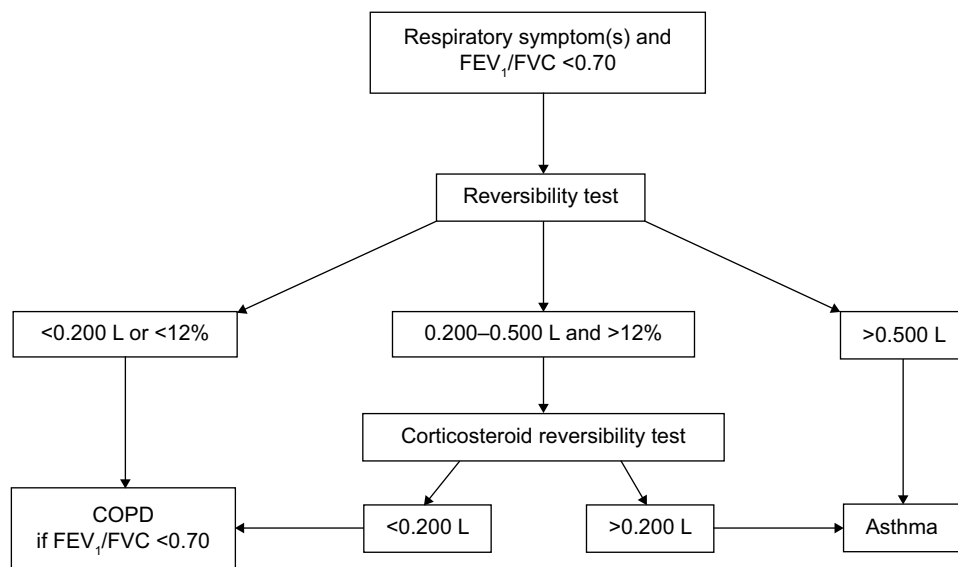 Respiratory symptom(s) and
FEV₁/FVC <0.70
Reversibility test
<0.200 L or <12%
0.200–0.500 L and >12%
>0.500 L
Corticosteroid reversibility test
COPD
if FEV₁/FVC <0.70
<0.200 L
>0.200 L
Asthma